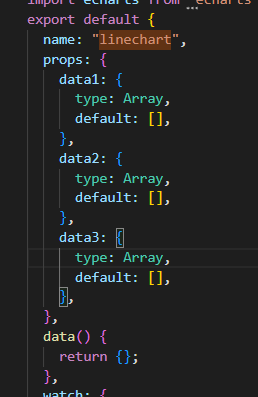 import echarts from "echarts
export default {
  name: "linechart",
  props: {
    data1: {
      type: Array,
      default: [],
    },
    data2: {
      type: Array,
      default: [],
    },
    data3: {
      type: Array,
      default: [],
    },
  },
  data() {
    return {};
  },
  watch: {